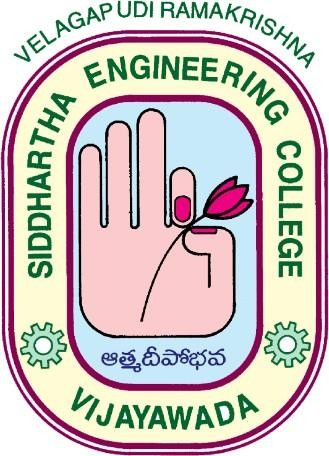 VELAGAPUDI RAMAKRISHNA
SIDDHARTHA ENGINEERING COLLEGE
ఆత్మదీపోభవ
VIJAYAWADA